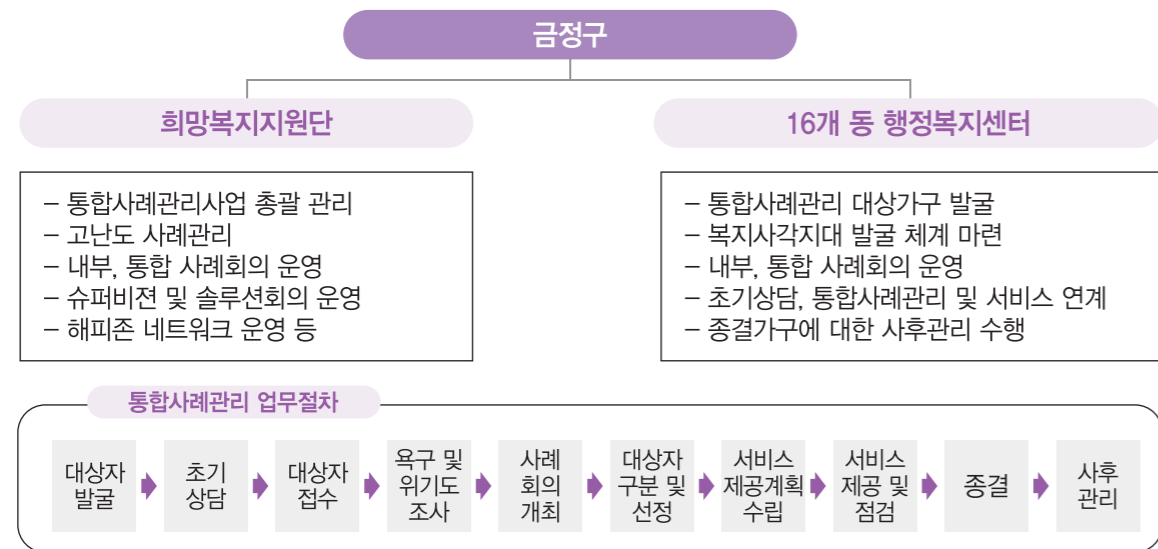 금정구
희망복지지원단
- 통합사례관리사업 총괄 관리
- 고난도 사례관리
- 내부, 통합 사례회의 운영
- 슈퍼비젼 및 솔루션회의 운영
- 해피존 네트워크 운영 등
16개 동 행정복지센터
- 통합사례관리 대상가구 발굴
- 복지사각지대 발굴 체계 마련
- 내부, 통합 사례회의 운영
- 초기상담, 통합사례관리 및 서비스 연계
- 종결가구에 대한 사후관리 수행
통합사례관리 업무절차
대상자
발굴
초기
상담
대상자
접수
욕구 및
위기도
조사
사례
회의
개최
대상자
구분 및
선정
서비스
제공계획
수립
서비스
제공 및
점검
종결
사후
관리